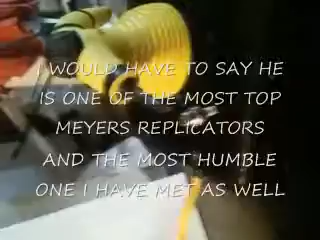 I WOULD HAVE TO SAY HE
IS ONE OF THE MOST TOP
MEYERS REPLICATORS
AND THE MOST HUMBLE
ONE I HAVE MET AS WELL